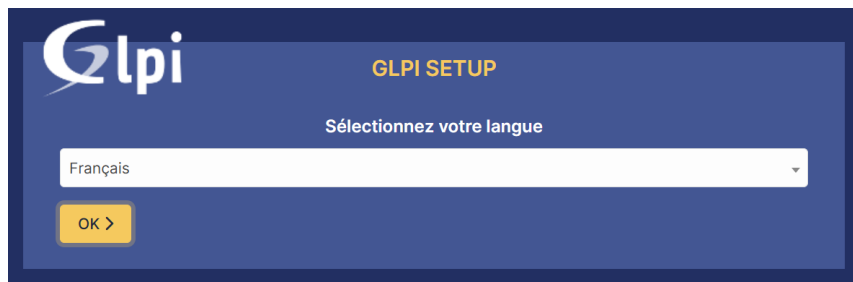 Glpi
GLPI SETUP
Sélectionnez votre langue
Français
OK